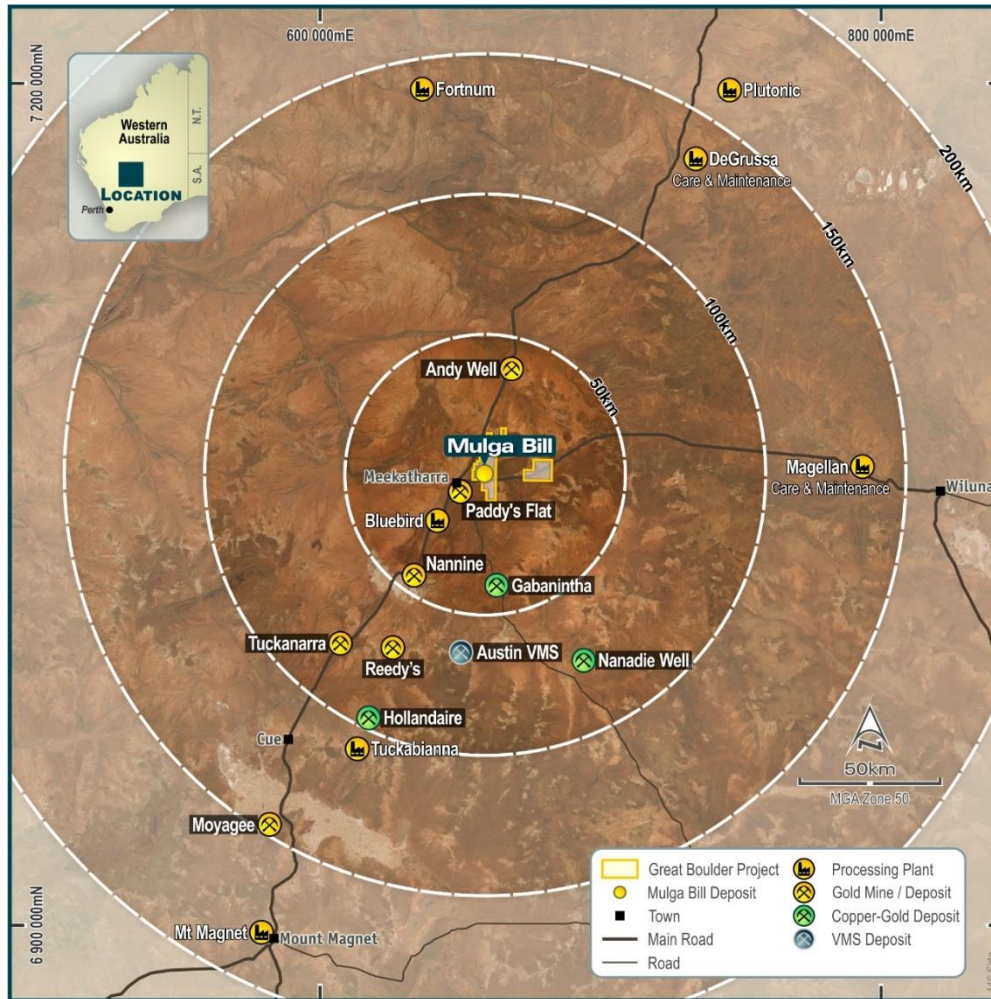 600 000mE
800 000mE
7 200 000mN
6 900 000mN
Western
Australia
N.T.
S.A.
LOCATION
Perth
Fortnum
Plutonic
DeGrussa
Care & Maintenance
200km
150km
100km
50km
Andy Well
Mulga Bill
Meekatharra
Paddy's Flat
Bluebird
Magellan
Care & Maintenance
Wiluna
Nannine
Gabanintha
Tuckanarra
Reedy's
Austin VMS
Nanadie Well
Hollandaire
Cue
Tuckabianna
Moyagee
Mt Magnet
Mount Magnet
N
50km
MGA Zone 50
Great Boulder Project
Mulga Bill Deposit
Town
Main Road
Road
Processing Plant
Gold Mine / Deposit
Copper-Gold Deposit
VMS Deposit